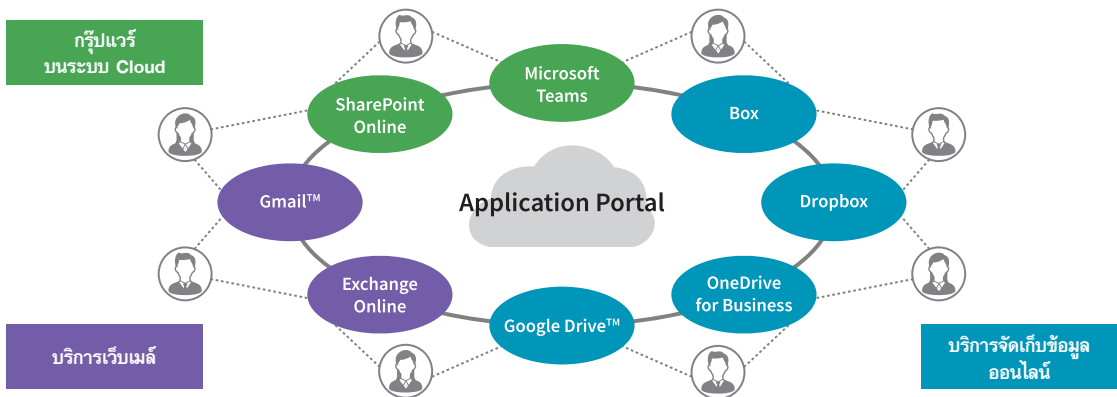 กรุ๊ปแวร์
บนระบบ Cloud
Microsoft
Teams
SharePoint
Online
Box
Gmail™
Application Portal
Dropbox
Exchange
Online
OneDrive
for Business
Google Drive™
บริการเว็บเมล์
บริการจัดเก็บข้อมูล
ออนไลน์